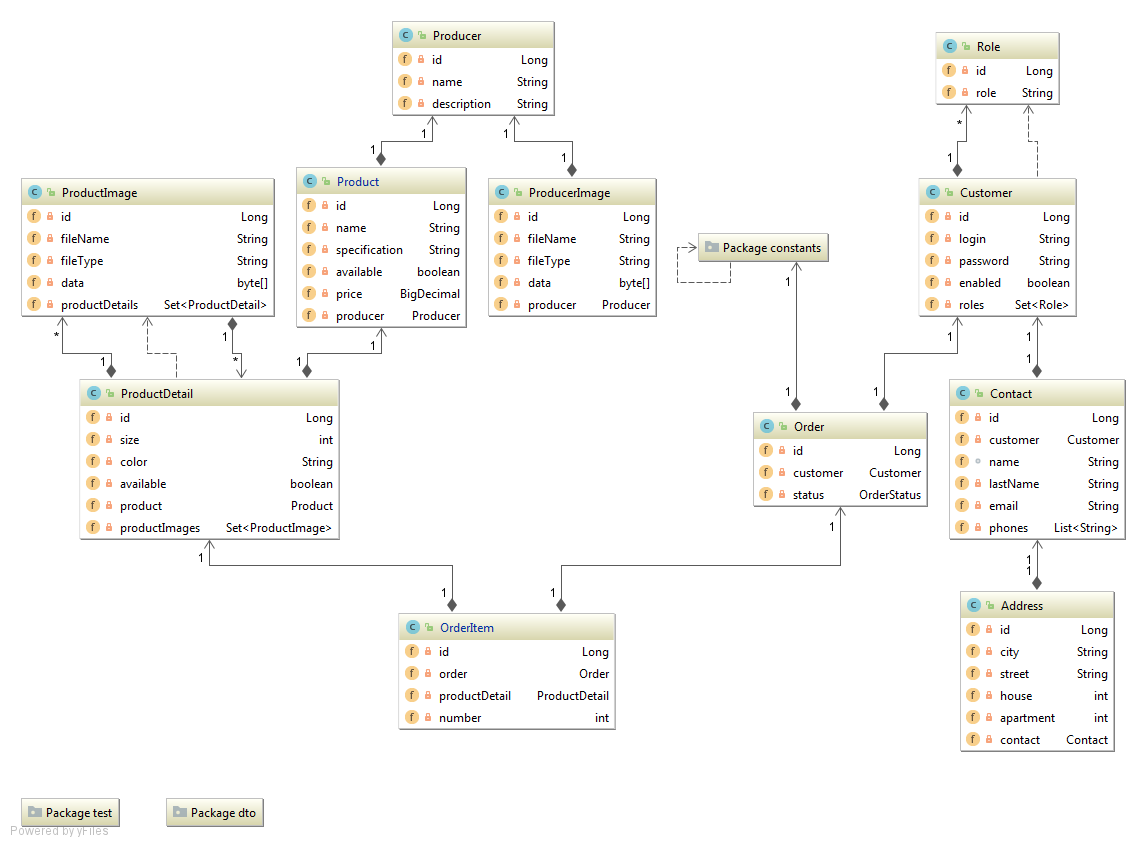 Producer
id Long
name String
description String
Role
id Long
role String
1
1
*
1
1
1
1
ProductImage
id Long
fileName String
fileType String
data byte[]
productDetails Set<ProductDetail>
Product
id Long
name String
specification String
available boolean
price BigDecimal
producer Producer
ProducerImage
id Long
fileName String
fileType String
data byte[]
producer Producer
Package constants
Customer
id Long
login String
password String
enabled boolean
roles Set<Role>
*
1
1
*
1
1
1
1
1
1
1
1
ProductDetail
id Long
size int
color String
available boolean
product Product
productImages Set<ProductImage>
Order
id Long
customer Customer
status OrderStatus
Contact
id Long
customer Customer
name String
lastName String
email String
phones List<String>
1
1
1
1
1
1
OrderItem
id Long
order Order
productDetail ProductDetail
number int
Address
id Long
city String
street String
house int
apartment int
contact Contact
Package test
Package dto
Powered by yFiles